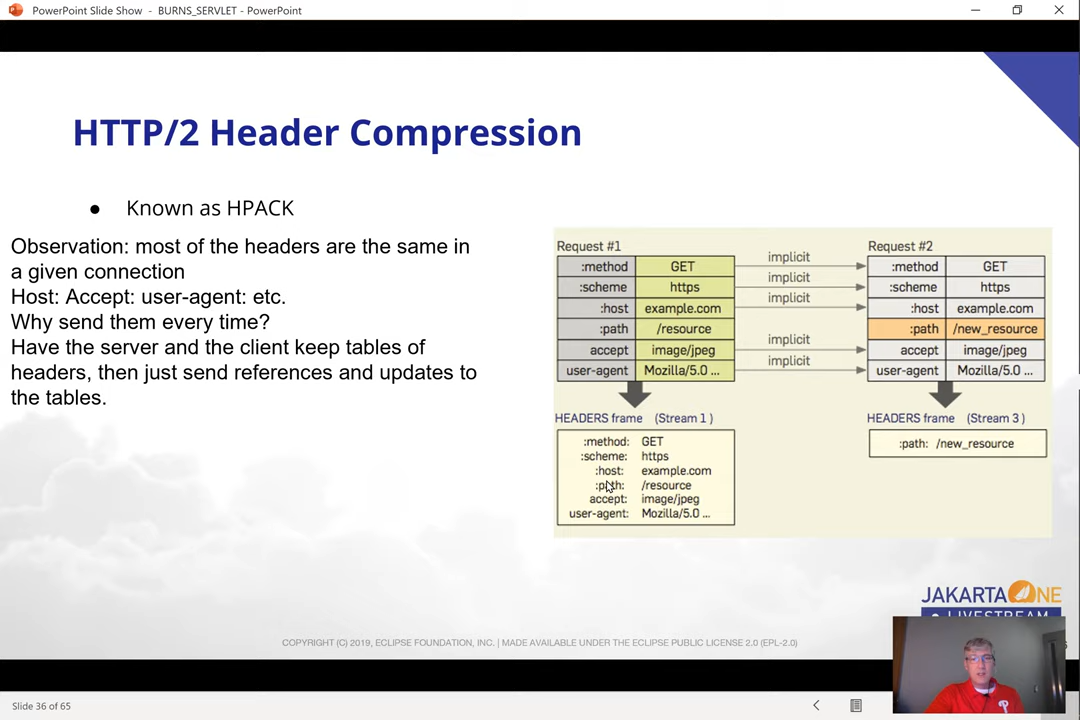 PowerPoint Slide Show - BURNS_SERVLET - PowerPoint
HTTP/2 Header Compression
● Known as HPACK
Observation: most of the headers are the same in
a given connection
Host: Accept: user-agent: etc.
Why send them every time?
Have the server and the client keep tables of
headers, then just send references and updates to
the tables.
Request #1
:method GET
:scheme https
:host example.com
:path /resource
accept image/jpeg
user-agent Mozilla/5.0 ...
implicit
implicit
implicit
implicit
implicit
Request #2
:method GET
:scheme https
:host example.com
:path /new_resource
accept image/jpeg
user-agent Mozilla/5.0 ...
HEADERS frame (Stream 1)
:method: GET
:scheme: https
:host: example.com
:path: /resource
accept: image/jpeg
user-agent: Mozilla/5.0 ...
HEADERS frame (Stream 3)
:path: /new_resource
JAKARTAONE
LIVESTREAM
COPYRIGHT (C) 2019, ECLIPSE FOUNDATION, INC. | MADE AVAILABLE UNDER THE ECLIPSE PUBLIC LICENSE 2.0 (EPL-2.0)
Slide 36 of 65